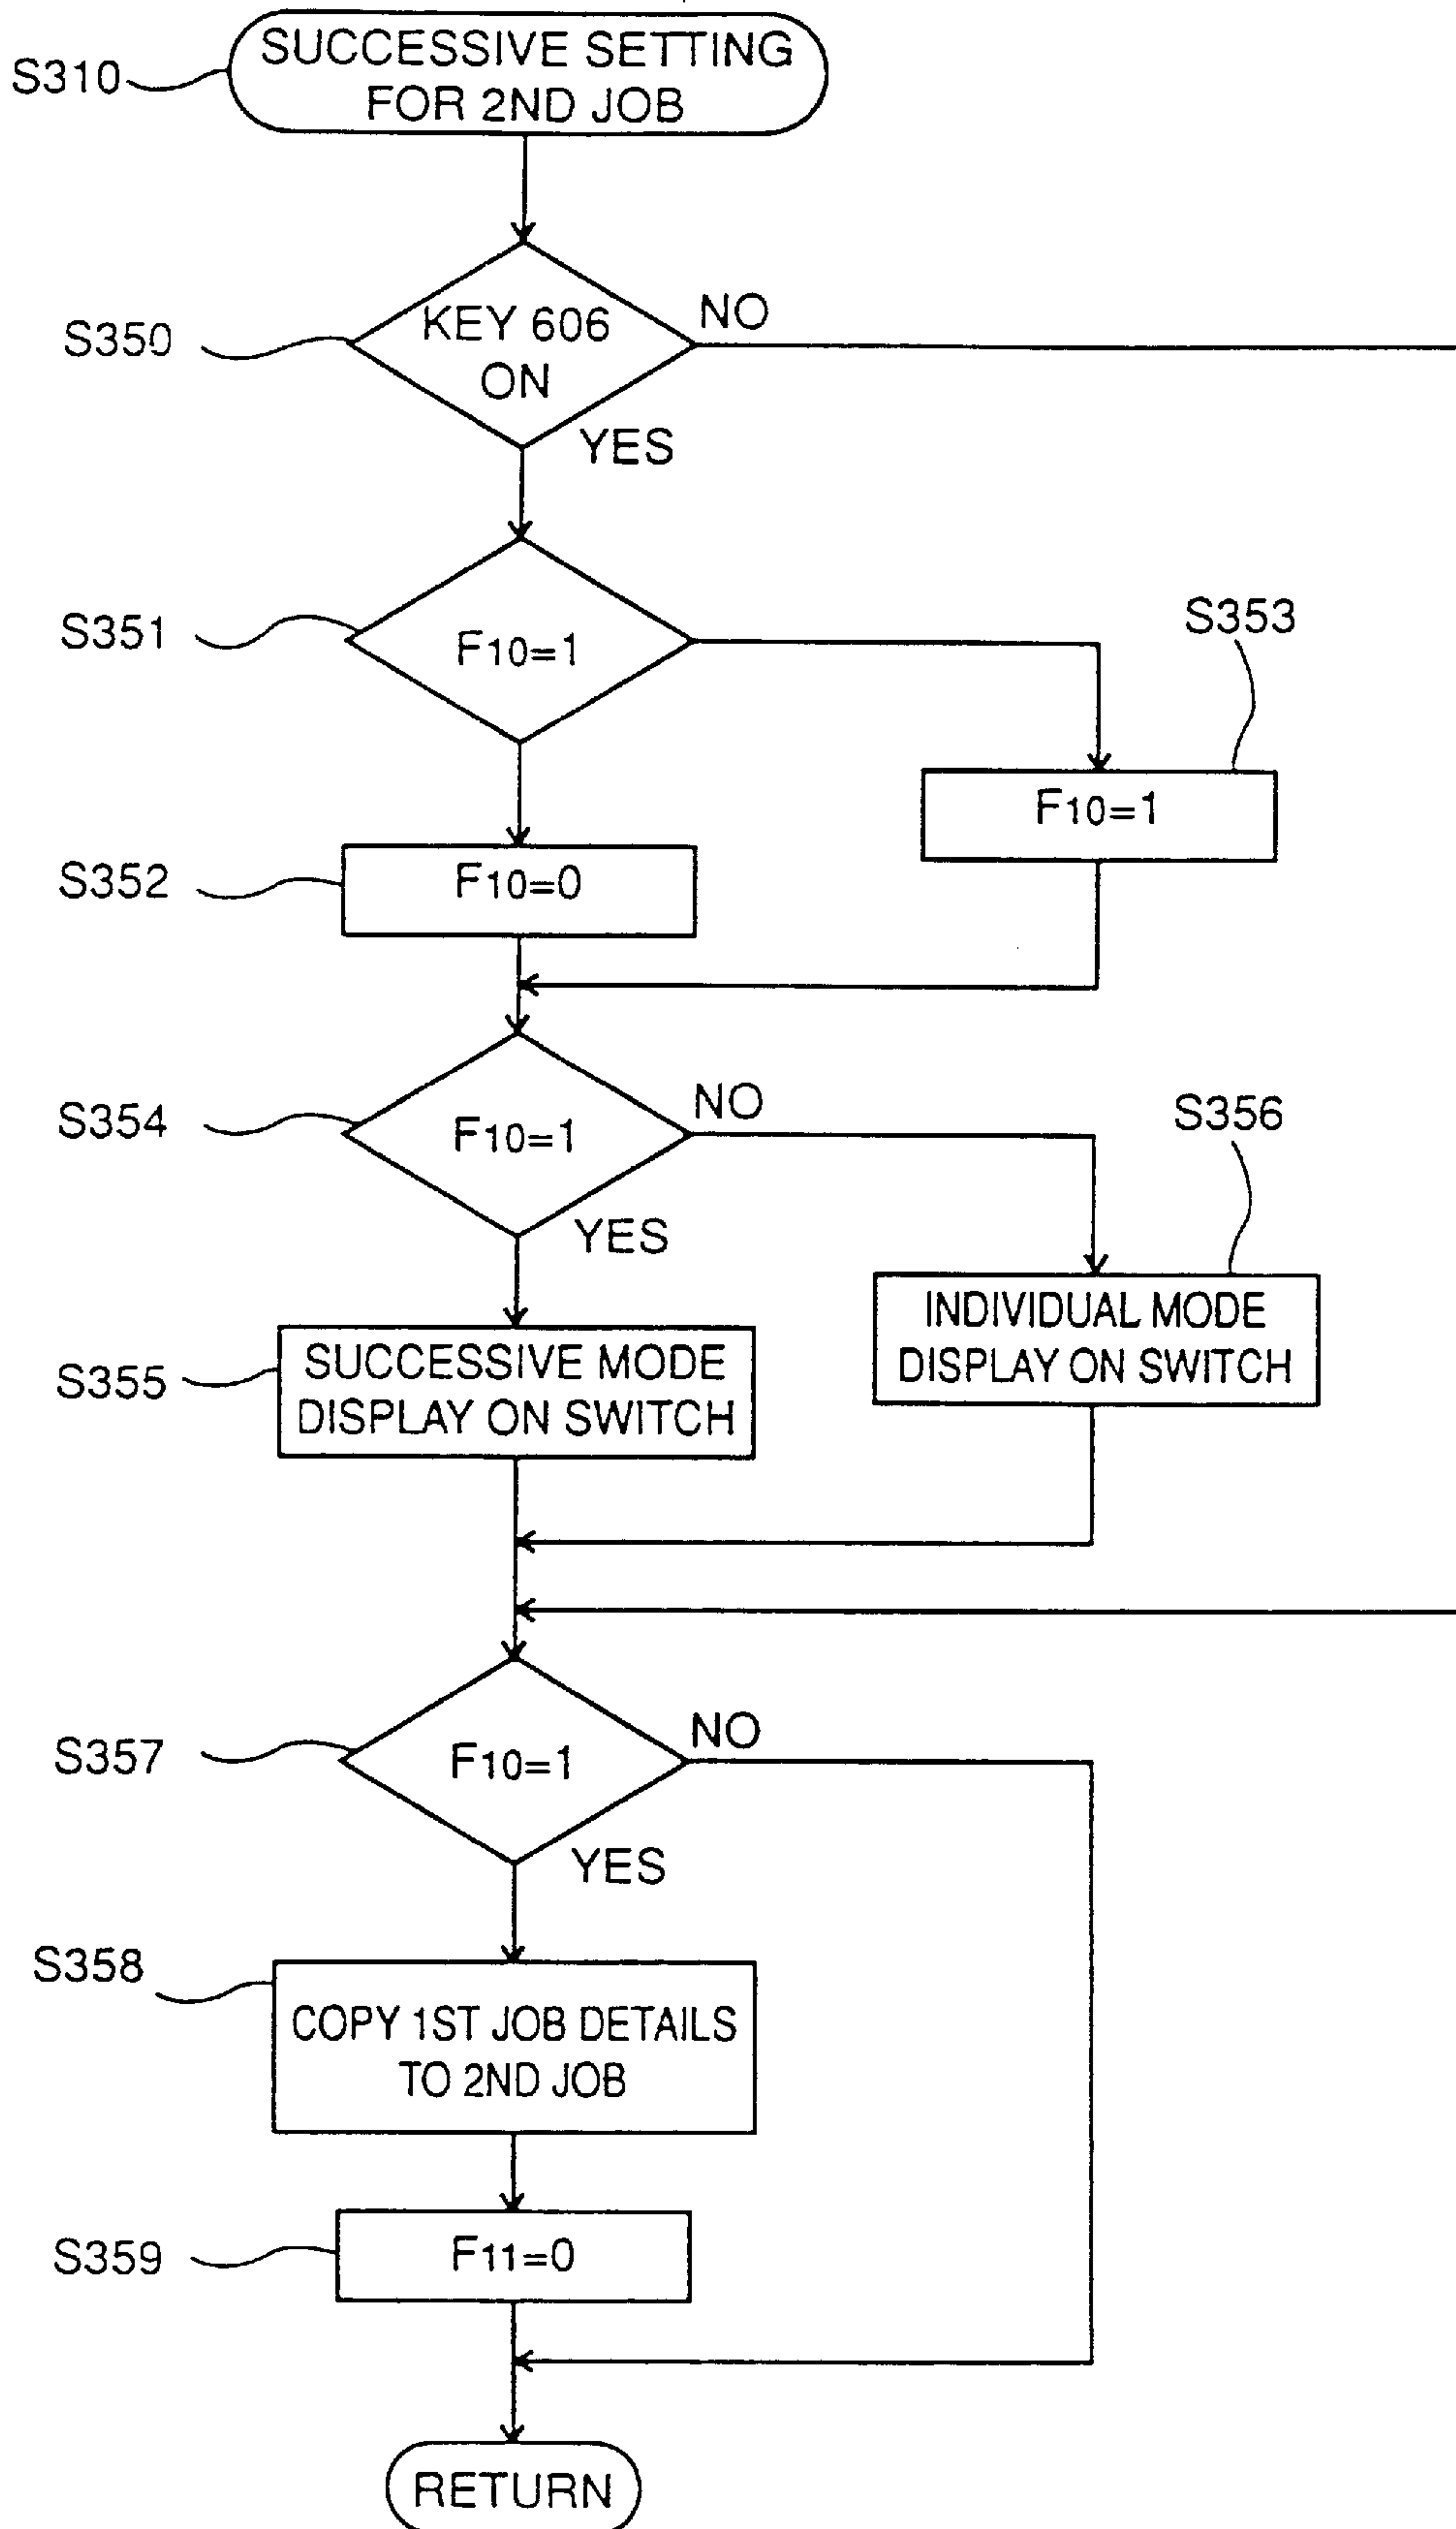 SUCCESSIVE SETTING
FOR 2ND JOB
S310
KEY 606
ON
NO
S350
YES
F10=1
S351
S353
F10=1
F10=0
S352
F10=1
NO
S354
S356
YES
INDIVIDUAL MODE
DISPLAY ON SWITCH
SUCCESSIVE MODE
DISPLAY ON SWITCH
S355
F10=1
NO
S357
YES
S358
COPY 1ST JOB DETAILS
TO 2ND JOB
F11=0
S359
RETURN